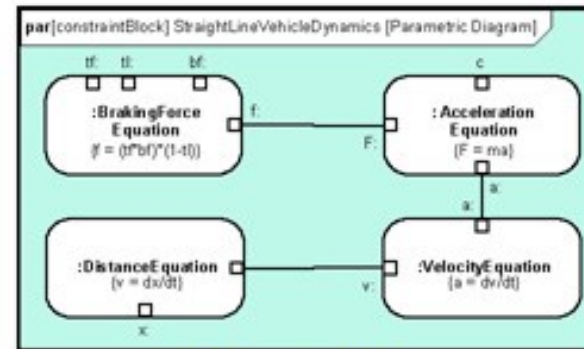 par[constraintBlock] StraightLineVehicleDynamics [Parametric Diagram]
tf: tl: bf: c
:BrakingForce
Equation
{f = (tf*bf)*(1-tl)}
f:
F:
:Acceleration
Equation
{F = ma}
a:
a:
:DistanceEquation
{v = dx/dt}
x:
v:
:VelocityEquation
{a = dv/dt}